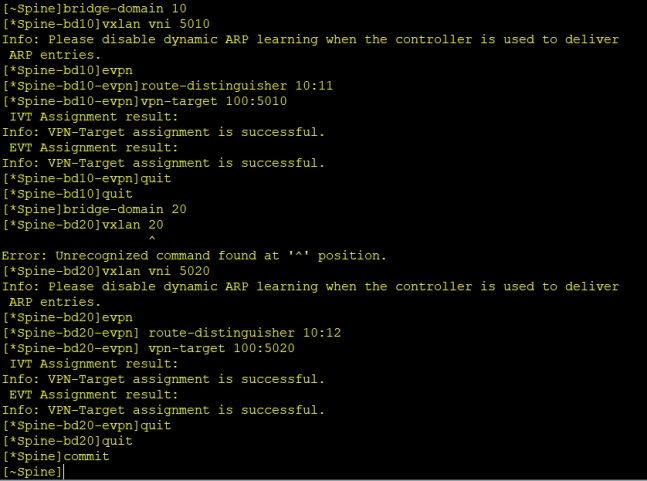 [~Spine]bridge-domain 10
[*Spine-bd10]vxlan vni 5010
Info: Please disable dynamic ARP learning when the controller is used to deliver
 ARP entries.
[*Spine-bd10]evpn
[*Spine-bd10-evpn]route-distinguisher 10:11
[*Spine-bd10-evpn]vpn-target 100:5010
 IVT Assignment result:
Info: VPN-Target assignment is successful.
 EVT Assignment result:
Info: VPN-Target assignment is successful.
[*Spine-bd10-evpn]quit
[*Spine-bd10]quit
[*Spine]bridge-domain 20
[*Spine-bd20]vxlan 20
                   ^
Error: Unrecognized command found at '^' position.
[*Spine-bd20]vxlan vni 5020
Info: Please disable dynamic ARP learning when the controller is used to deliver
 ARP entries.
[*Spine-bd20]evpn
[*Spine-bd20-evpn] route-distinguisher 10:12
[*Spine-bd20-evpn] vpn-target 100:5020
 IVT Assignment result:
Info: VPN-Target assignment is successful.
 EVT Assignment result:
Info: VPN-Target assignment is successful.
[*Spine-bd20-evpn]quit
[*Spine-bd20]quit
[*Spine]commit
[~Spine]